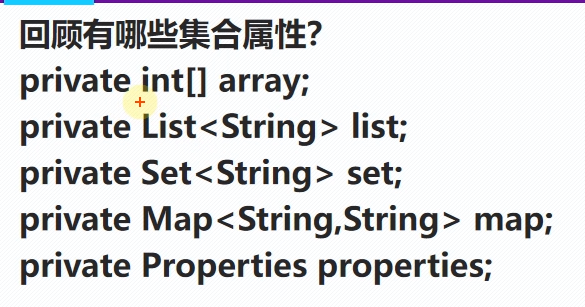 回顾有哪些集合属性?
private int[] array;
private List<String> list;
private Set<String> set;
private Map<String,String> map;
private Properties properties;